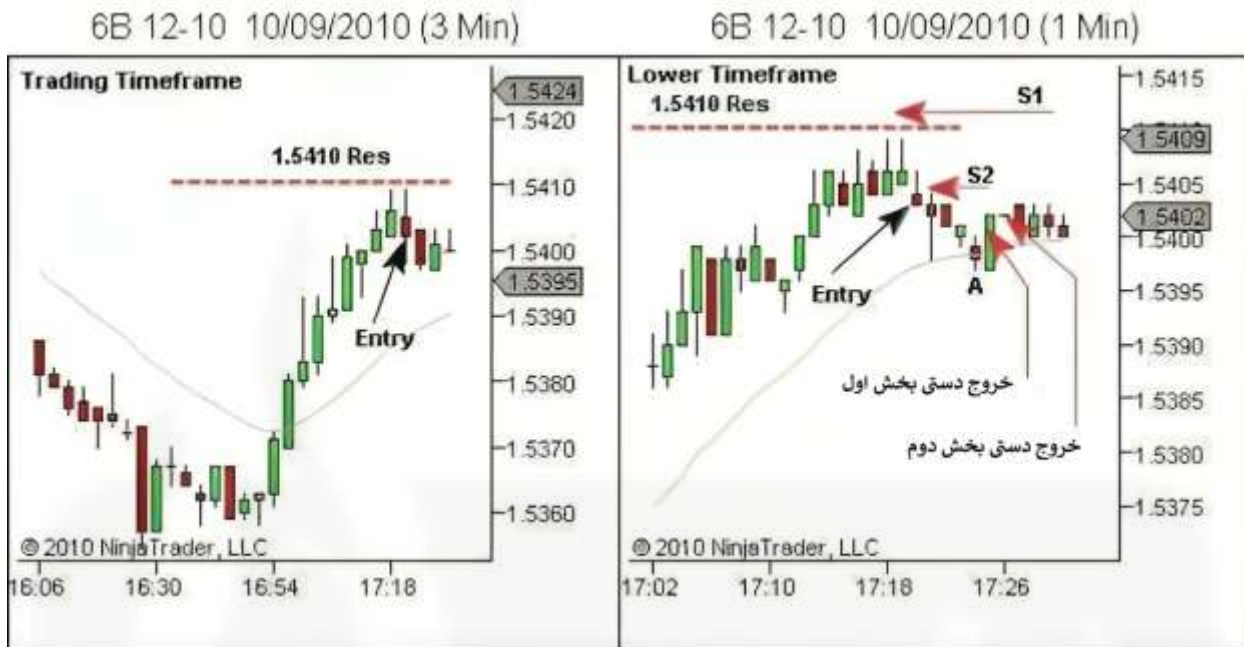 6B 12-10 10/09/2010 (3 Min)
Trading Timeframe
1.5410 Res
Entry
1.5424
1.5420
1.5410
1.5400
1.5395
1.5390
1.5380
1.5370
1.5360
© 2010 NinjaTrader, LLC
16:06 16:30 16:54 17:18
6B 12-10 10/09/2010 (1 Min)
Lower Timeframe
1.5410 Res
S1
S2
Entry
A
خروج دستی بخش اول
خروج دستی بخش دوم
1.5415
1.5409
1.5405
1.5402
1.5400
1.5395
1.5390
1.5385
1.5380
1.5375
© 2010 NinjaTrader, LLC
17:02 17:10 17:18 17:26